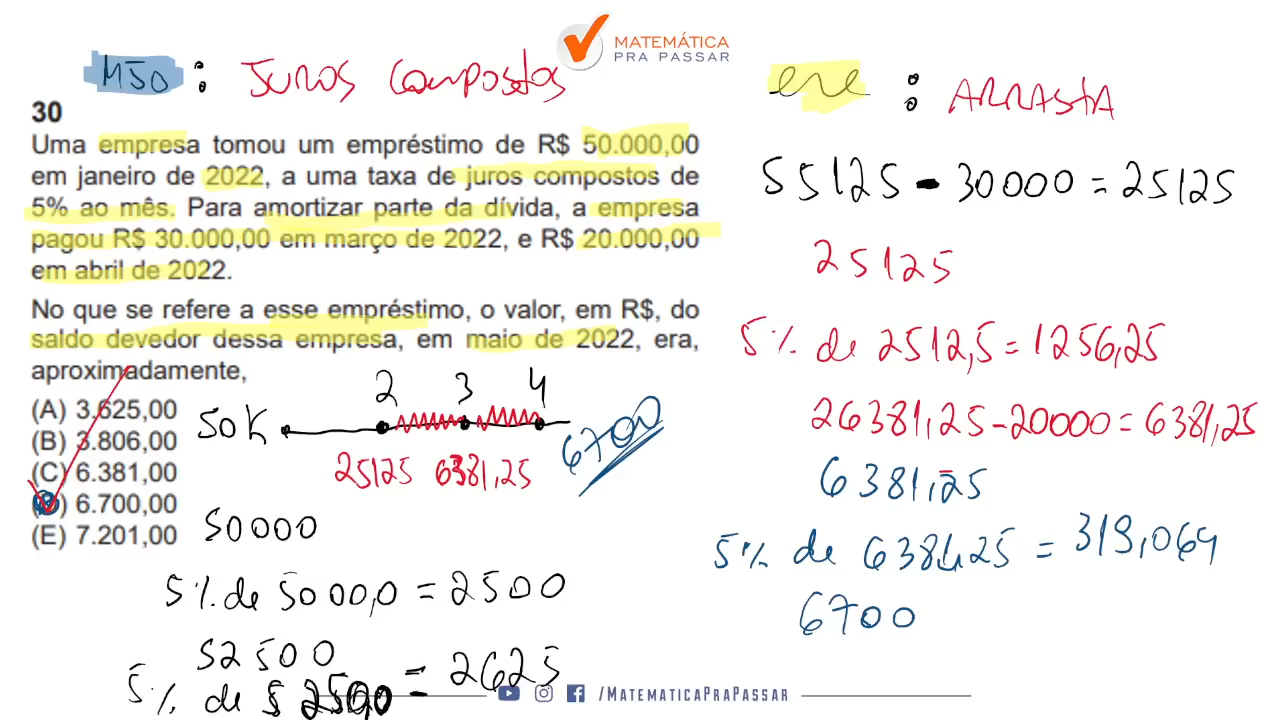 MATEMÁTICA
PRA PASSAR
MJO : JUROS COMPOSTOS
30
Uma empresa tomou um empréstimo de R$ 50.000,00
em janeiro de 2022, a uma taxa de juros compostos de
5% ao mês. Para amortizar parte da dívida, a empresa
pagou R$ 30.000,00 em março de 2022, e R$ 20.000,00
em abril de 2022.
No que se refere a esse empréstimo, o valor, em R$, do
saldo devedor dessa empresa, em maio de 2022, era,
aproximadamente,
(A) 3.625,00
(B) 3.806,00
(C) 6.381,00
(D) 6.700,00
(E) 7.201,00
2 3 4
50K
25125 6381,25
6700
50000
5% de 5000,0 = 2500
52500
5% de 52500 = 2625
: ARRASTA
55125 - 30000 = 25125
25125
5% de 2512,5 = 1256,25
26381,25 - 20000 = 6381,25
6381,25
5% de 6381,25 = 319,064
6700
/MATEMATICAPRAPASSAR